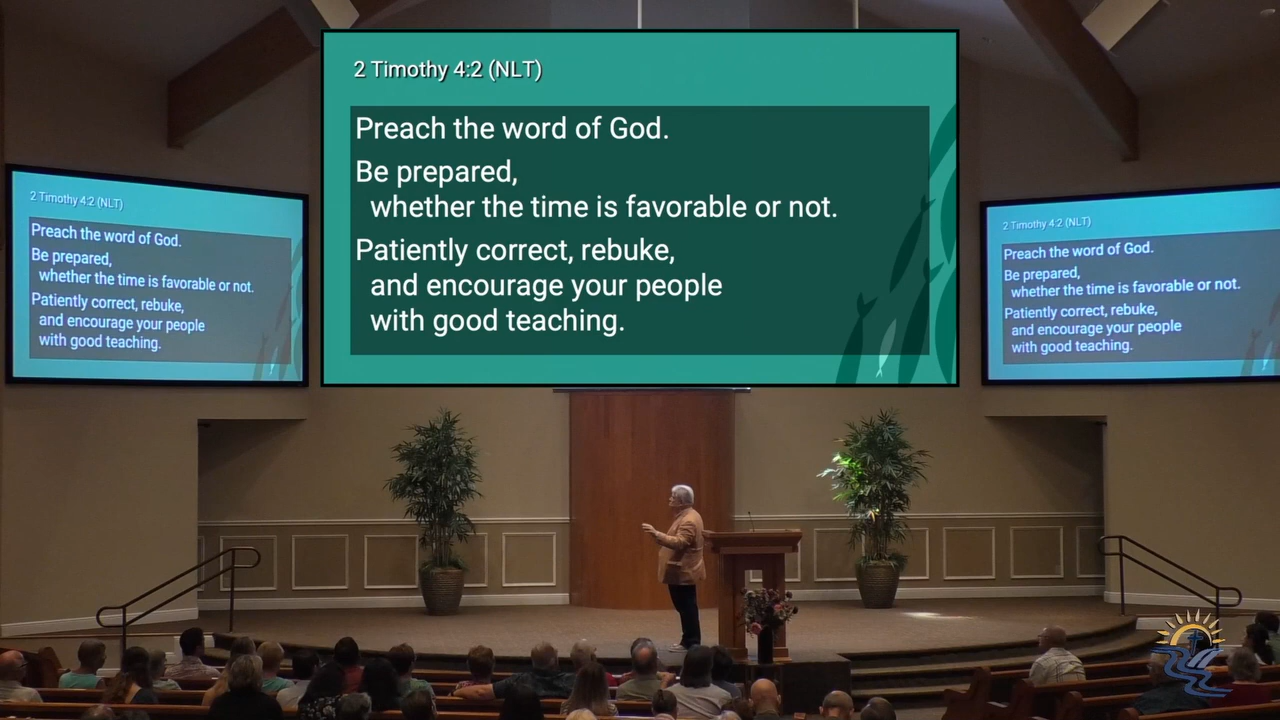 2 Timothy 4:2 (NLT)
Preach the word of God.
Be prepared,
whether the time is favorable or not.
Patiently correct, rebuke,
and encourage your people
with good teaching.
2 Timothy 4:2 (NLT)
Preach the word of God.
Be prepared,
whether the time is favorable or not.
Patiently correct, rebuke,
and encourage your people
with good teaching.
2 Timothy 4:2 (NLT)
Preach the word of God.
Be prepared,
whether the time is favorable or not.
Patiently correct, rebuke,
and encourage your people
with good teaching.